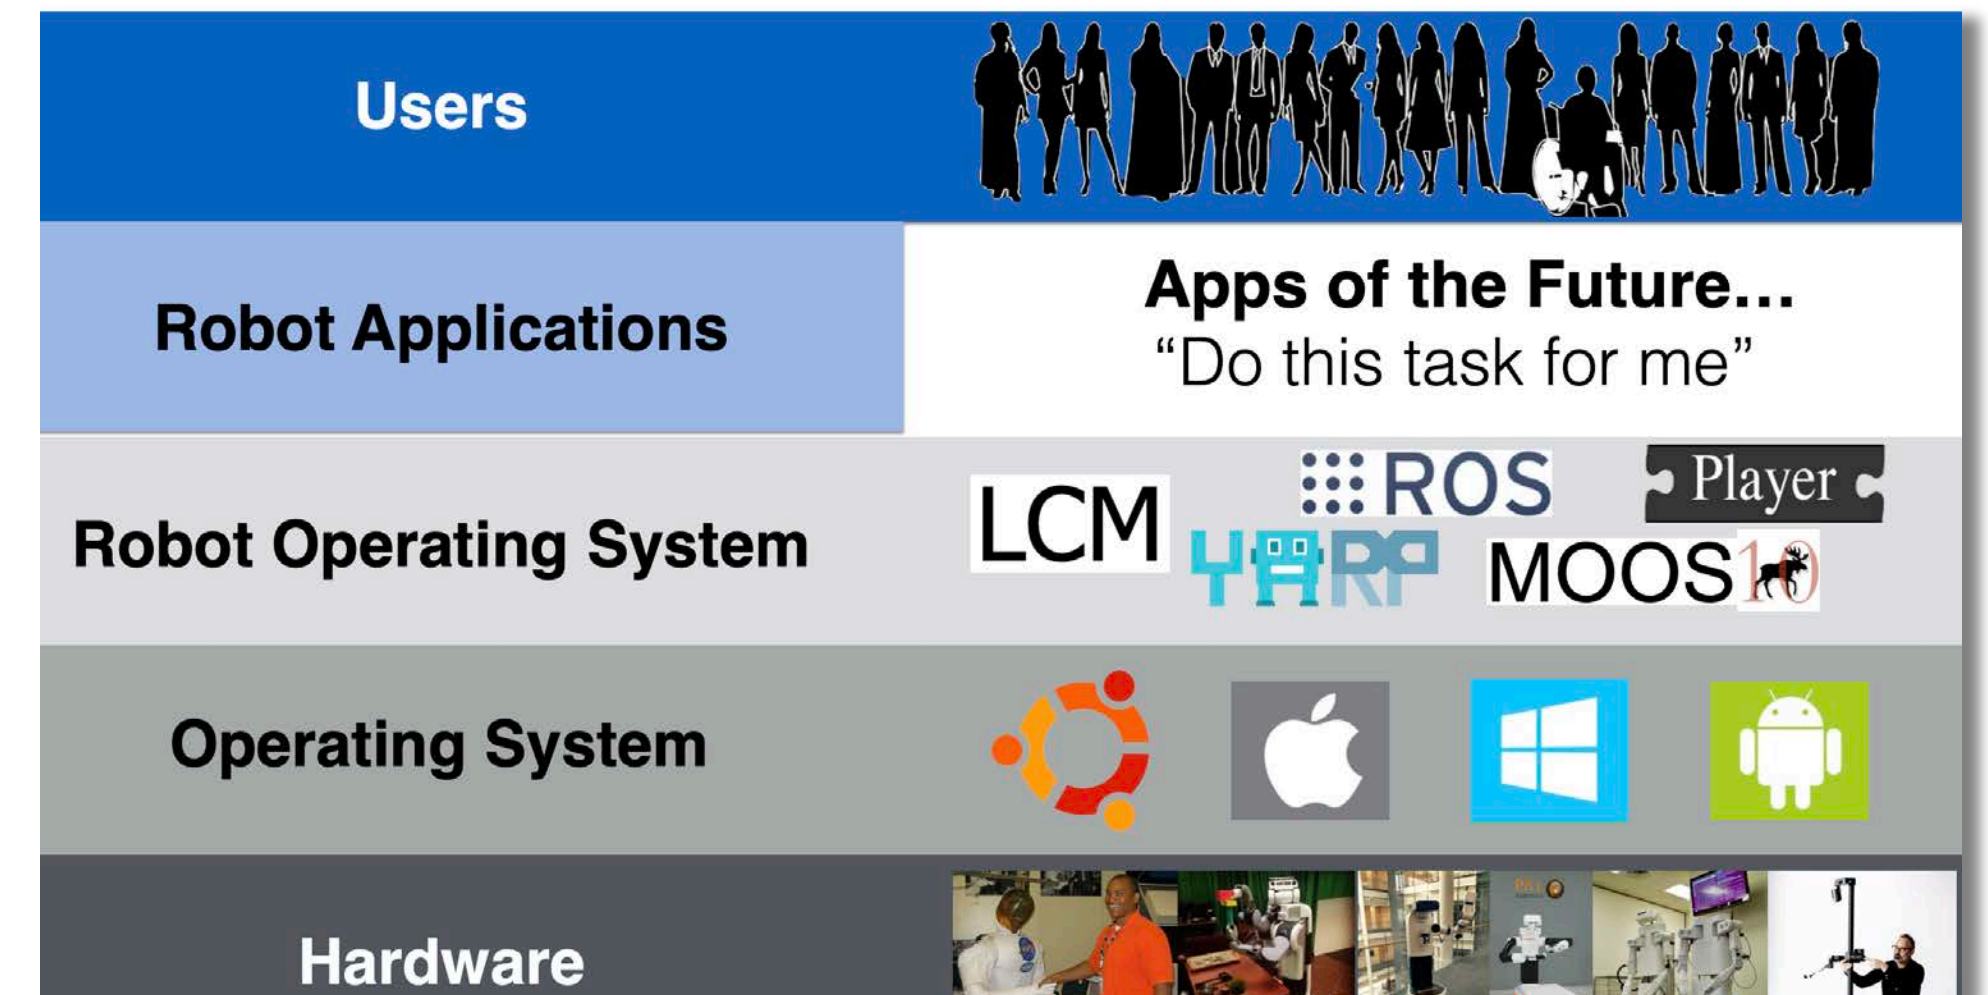 Users
Robot Applications
Apps of the Future...
“Do this task for me”
Robot Operating System
LCM
ROS
Player
YARP
MOOS10
Operating System
Hardware